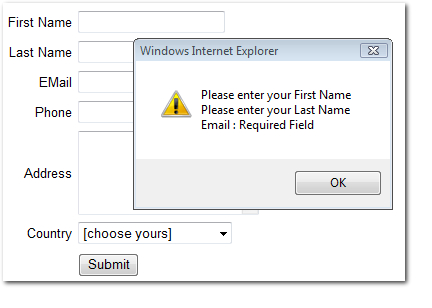 First Name
Last Name
Windows Internet Explorer
EMail
Please enter your First Name
Please enter your Last Name
Email : Required Field
Phone
Address
OK
Country
[choose yours]
Submit